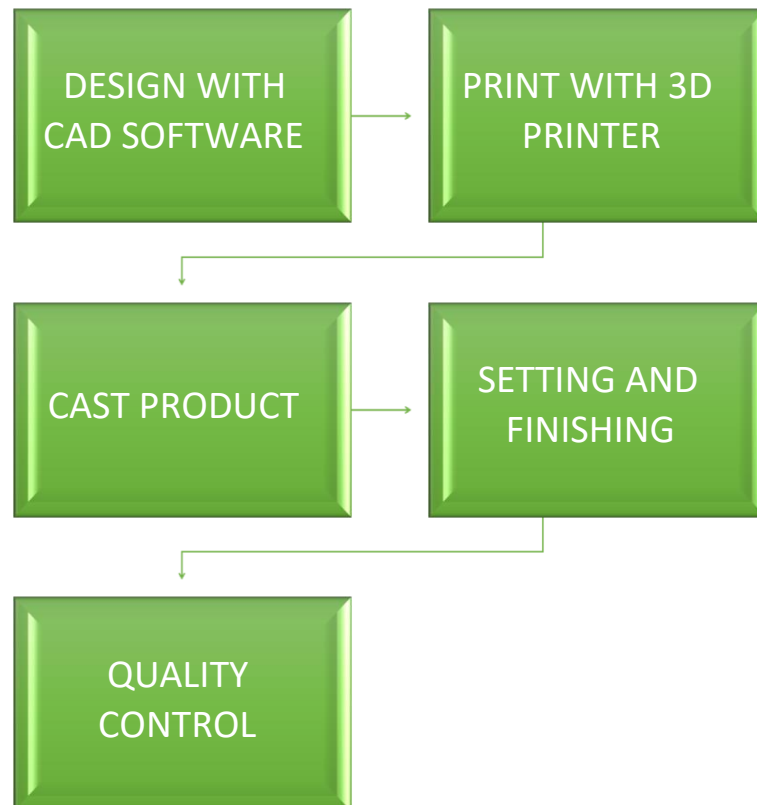 DESIGN WITH
CAD SOFTWARE
PRINT WITH 3D
PRINTER
CAST PRODUCT
SETTING AND
FINISHING
QUALITY
CONTROL